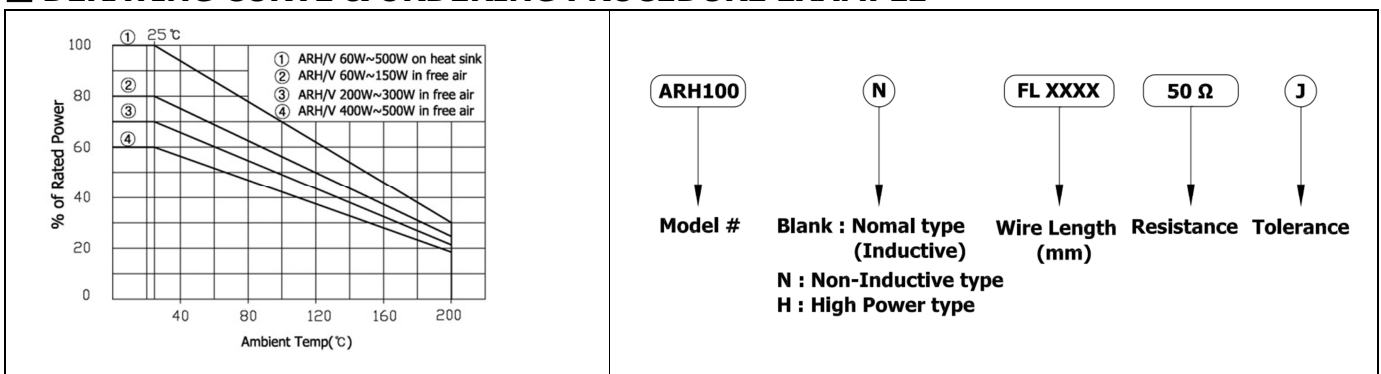 ① 25℃
① ARH/V 60W~500W on heat sink
② ARH/V 60W~150W in free air
③ ARH/V 200W~300W in free air
④ ARH/V 400W~500W in free air
100
②
80
③
④
60
40
20
0
% of Rated Power
40 80 120 160 200
Ambient Temp(℃)
ARH100 N FL XXXX 50 Ω J
Model #
Blank : Nomal type
(Inductive)
N : Non-Inductive type
H : High Power type
Wire Length
(mm)
Resistance
Tolerance